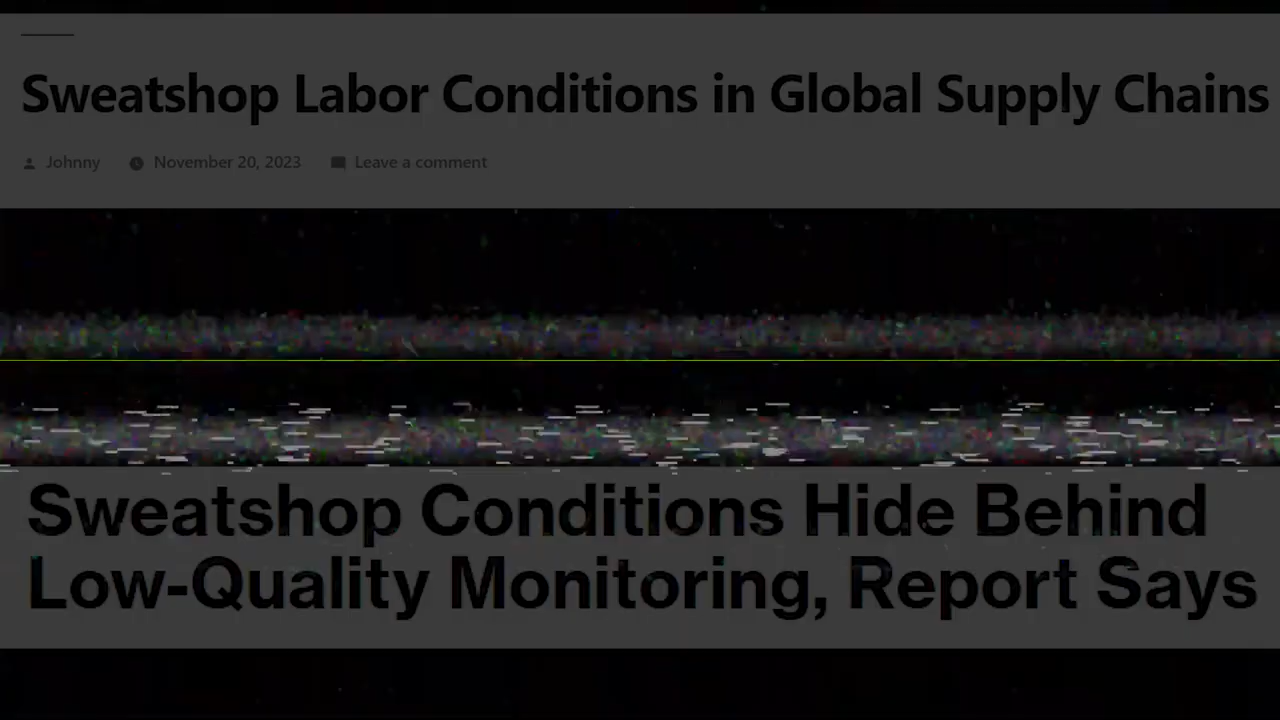 Sweatshop Labor Conditions in Global Supply Chains
Johnny November 20, 2023 Leave a comment
Sweatshop Conditions Hide Behind
Low-Quality Monitoring, Report Says